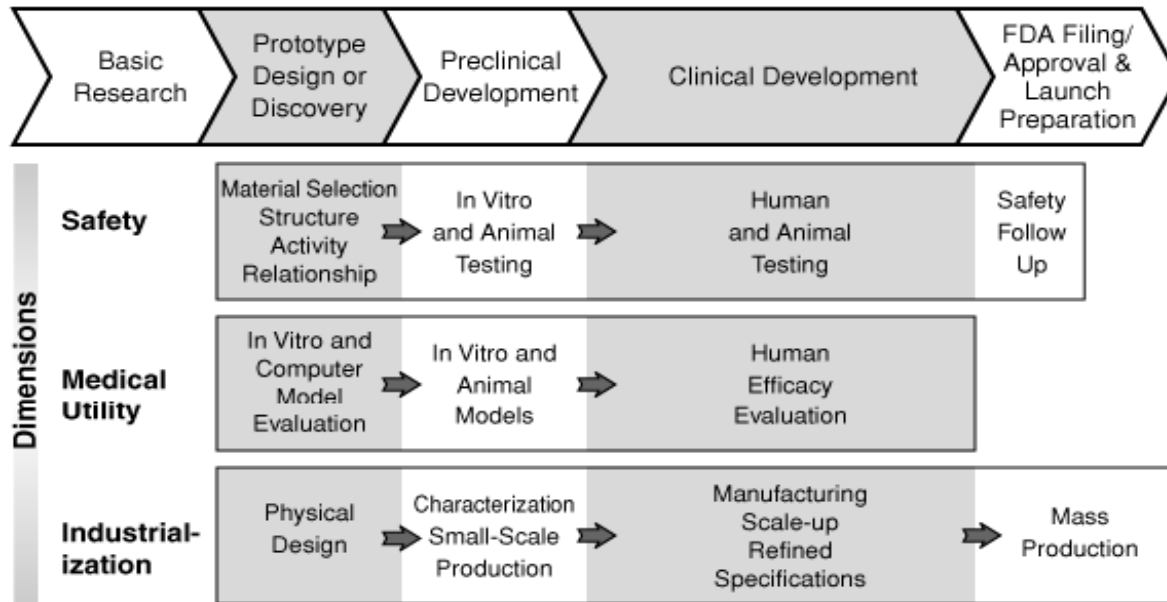 Basic
Research
Prototype
Design or
Discovery
Preclinical
Development
Clinical Development
FDA Filing/
Approval &
Launch
Preparation
Dimensions
Safety
Material Selection
Structure
Activity
Relationship
In Vitro
and Animal
Testing
Human
and Animal
Testing
Safety
Follow
Up
Medical
Utility
In Vitro and
Computer
Model
Evaluation
In Vitro and
Animal
Models
Human
Efficacy
Evaluation
Industrial-
ization
Physical
Design
Characterization
Small-Scale
Production
Manufacturing
Scale-up
Refined
Specifications
Mass
Production